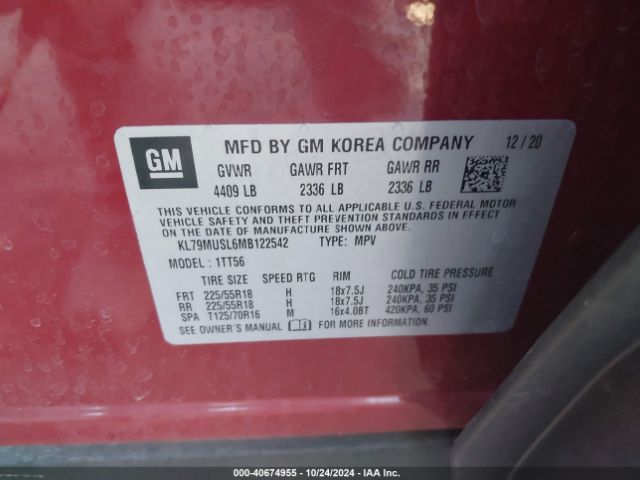 GM
MFD BY GM KOREA COMPANY 12/20
GVWR GAWR FRT GAWR RR
4409 LB 2336 LB 2336 LB
THIS VEHICLE CONFORMS TO ALL APPLICABLE U.S. FEDERAL MOTOR
VEHICLE SAFETY AND THEFT PREVENTION STANDARDS IN EFFECT
ON THE DATE OF MANUFACTURE SHOWN ABOVE.
KL79MUSL6MB122542 TYPE: MPV
MODEL : 1TT56
TIRE SIZE SPEED RTG RIM COLD TIRE PRESSURE
FRT 225/55R18 H 18x7.5J 240KPA, 35 PSI
RR 225/55R18 H 18x7.5J 240KPA, 35 PSI
SPA T125/70R16 M 16x4.0BT 420KPA, 60 PSI
SEE OWNER'S MANUAL FOR MORE INFORMATION
000-40674955 - 10/24/2024 - IAA Inc.